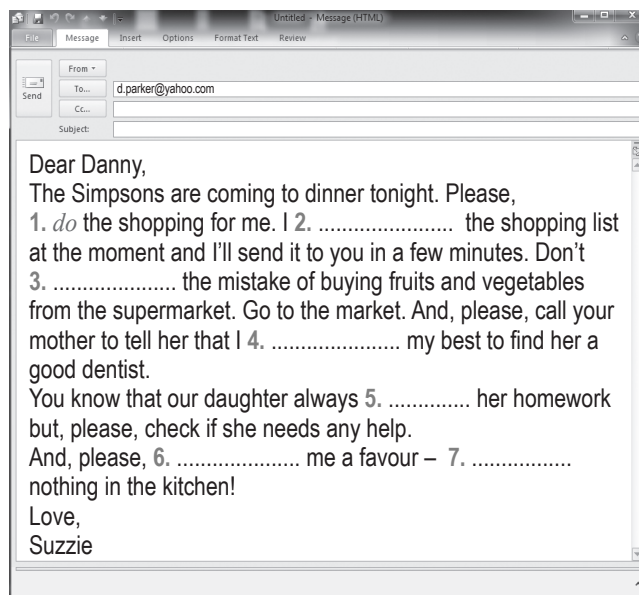 Untitled - Message (HTML)
File Message Insert Options Format Text Review
From
Send
To...
d.parker@yahoo.com
Cc...
Subject:
Dear Danny,
The Simpsons are coming to dinner tonight. Please,
1. do the shopping for me. I 2. ........................ the shopping list
at the moment and I'll send it to you in a few minutes. Don't
3. ..................... the mistake of buying fruits and vegetables
from the supermarket. Go to the market. And, please, call your
mother to tell her that I 4. ...................... my best to find her a
good dentist.
You know that our daughter always 5. .............. her homework
but, please, check if she needs any help.
And, please, 6. ..................... me a favour – 7. .................
nothing in the kitchen!
Love,
Suzzie